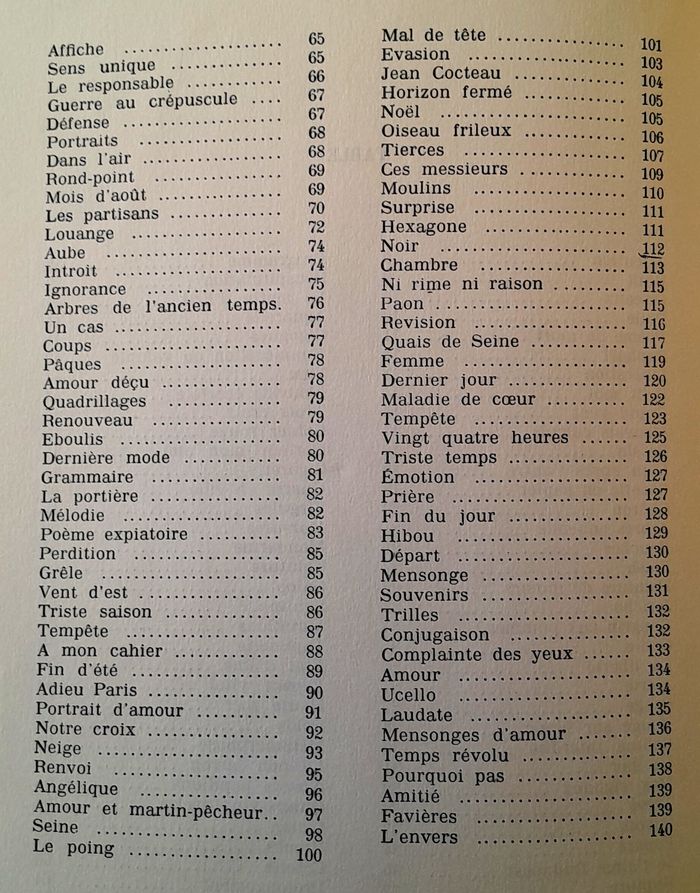 Affiche .................... 65
Sens unique .............. 65
Le responsable ............ 66
Guerre au crépuscule .... 67
Défense .................... 67
Portraits .................. 68
Dans l'air ................. 68
Rond-point ................ 69
Mois d'août ................ 69
Les partisans .............. 70
Louange ................... 72
Aube ....................... 74
Introit ..................... 74
Ignorance ................. 75
Arbres de l'ancien temps. 76
Un cas ..................... 77
Coups ...................... 77
Pâques ..................... 78
Amour déçu ............... 78
Quadrillages .............. 79
Renouveau ................ 79
Eboulis .................... 80
Dernière mode ............ 80
Grammaire ................ 81
La portière ................ 82
Mélodie .................... 82
Poème expiatoire .......... 83
Perdition .................. 85
Grêle ...................... 85
Vent d'est ................. 86
Triste saison .............. 86
Tempête ................... 87
A mon cahier ............. 88
Fin d'été ................... 89
Adieu Paris ................ 90
Portrait d'amour .......... 91
Notre croix ................ 92
Neige ...................... 93
Renvoi ..................... 95
Angélique ................. 96
Amour et martin-pêcheur.. 97
Seine ....................... 98
Le poing ................... 100
Mal de tête ................ 101
Evasion .................... 103
Jean Cocteau .............. 104
Horizon fermé ............. 105
Noël ........................ 105
Oiseau frileux ............. 106
Tierces ..................... 107
Ces messieurs ............. 109
Moulins .................... 110
Surprise ................... 111
Hexagone .................. 111
Noir ........................ 112
Chambre ................... 113
Ni rime ni raison .......... 115
Paon ....................... 115
Revision ................... 116
Quais de Seine ............ 117
Femme ..................... 119
Dernier jour ............... 120
Maladie de cœur .......... 122
Tempête ................... 123
Vingt quatre heures ...... 125
Triste temps ............... 126
Émotion .................... 127
Prière ...................... 127
Fin du jour ................ 128
Hibou ...................... 129
Départ ..................... 130
Mensonge .................. 130
Souvenirs .................. 131
Trilles ...................... 132
Conjugaison ............... 132
Complainte des yeux ...... 133
Amour ..................... 134
Ucello ...................... 134
Laudate .................... 135
Mensonges d'amour ....... 136
Temps révolu .............. 137
Pourquoi pas .............. 138
Amitié ..................... 139
Favières ................... 139
L'envers .................... 140